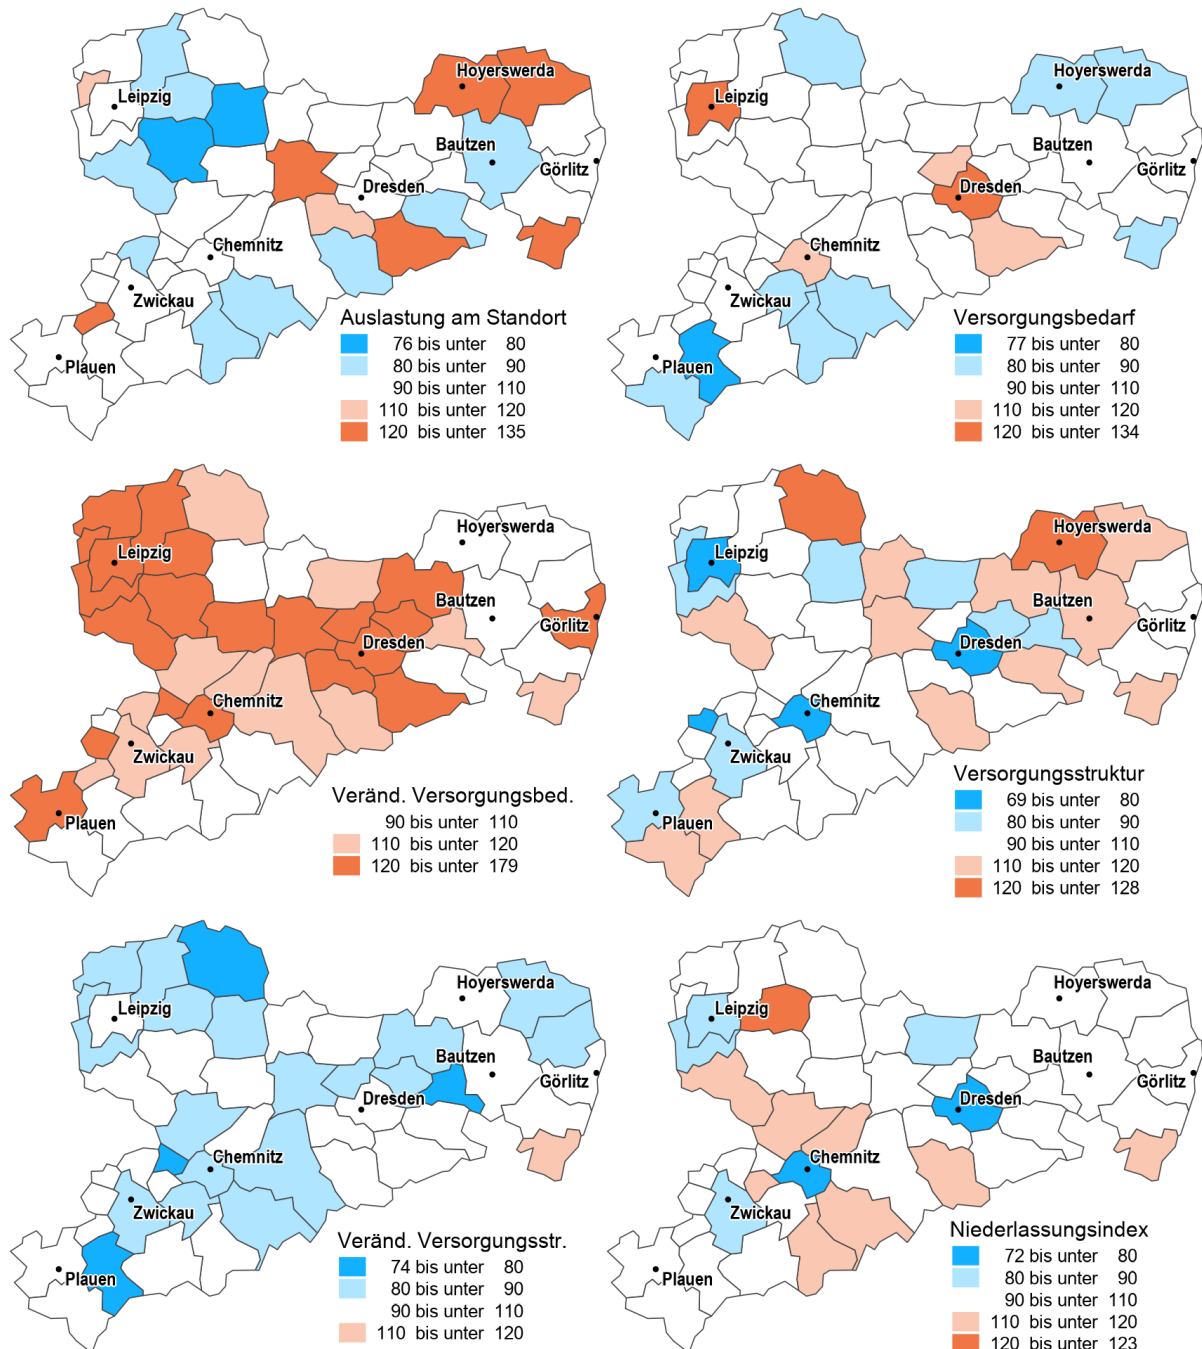 Hoyerswerda
Leipzig
Bautzen
Görlitz
Dresden
Chemnitz
Zwickau
Plauen
Auslastung am Standort
76 bis unter 80
80 bis unter 90
90 bis unter 110
110 bis unter 120
120 bis unter 135
Hoyerswerda
Leipzig
Bautzen
Görlitz
Dresden
Chemnitz
Zwickau
Plauen
Versorgungsbedarf
77 bis unter 80
80 bis unter 90
90 bis unter 110
110 bis unter 120
120 bis unter 134
Hoyerswerda
Leipzig
Bautzen
Görlitz
Dresden
Chemnitz
Zwickau
Plauen
Veränd. Versorgungsbed.
90 bis unter 110
110 bis unter 120
120 bis unter 179
Hoyerswerda
Leipzig
Bautzen
Görlitz
Dresden
Chemnitz
Zwickau
Plauen
Versorgungsstruktur
69 bis unter 80
80 bis unter 90
90 bis unter 110
110 bis unter 120
120 bis unter 128
Hoyerswerda
Leipzig
Bautzen
Görlitz
Dresden
Chemnitz
Zwickau
Plauen
Veränd. Versorgungsstr.
74 bis unter 80
80 bis unter 90
90 bis unter 110
110 bis unter 120
Hoyerswerda
Leipzig
Bautzen
Görlitz
Dresden
Chemnitz
Zwickau
Plauen
Niederlassungsindex
72 bis unter 80
80 bis unter 90
90 bis unter 110
110 bis unter 120
120 bis unter 123